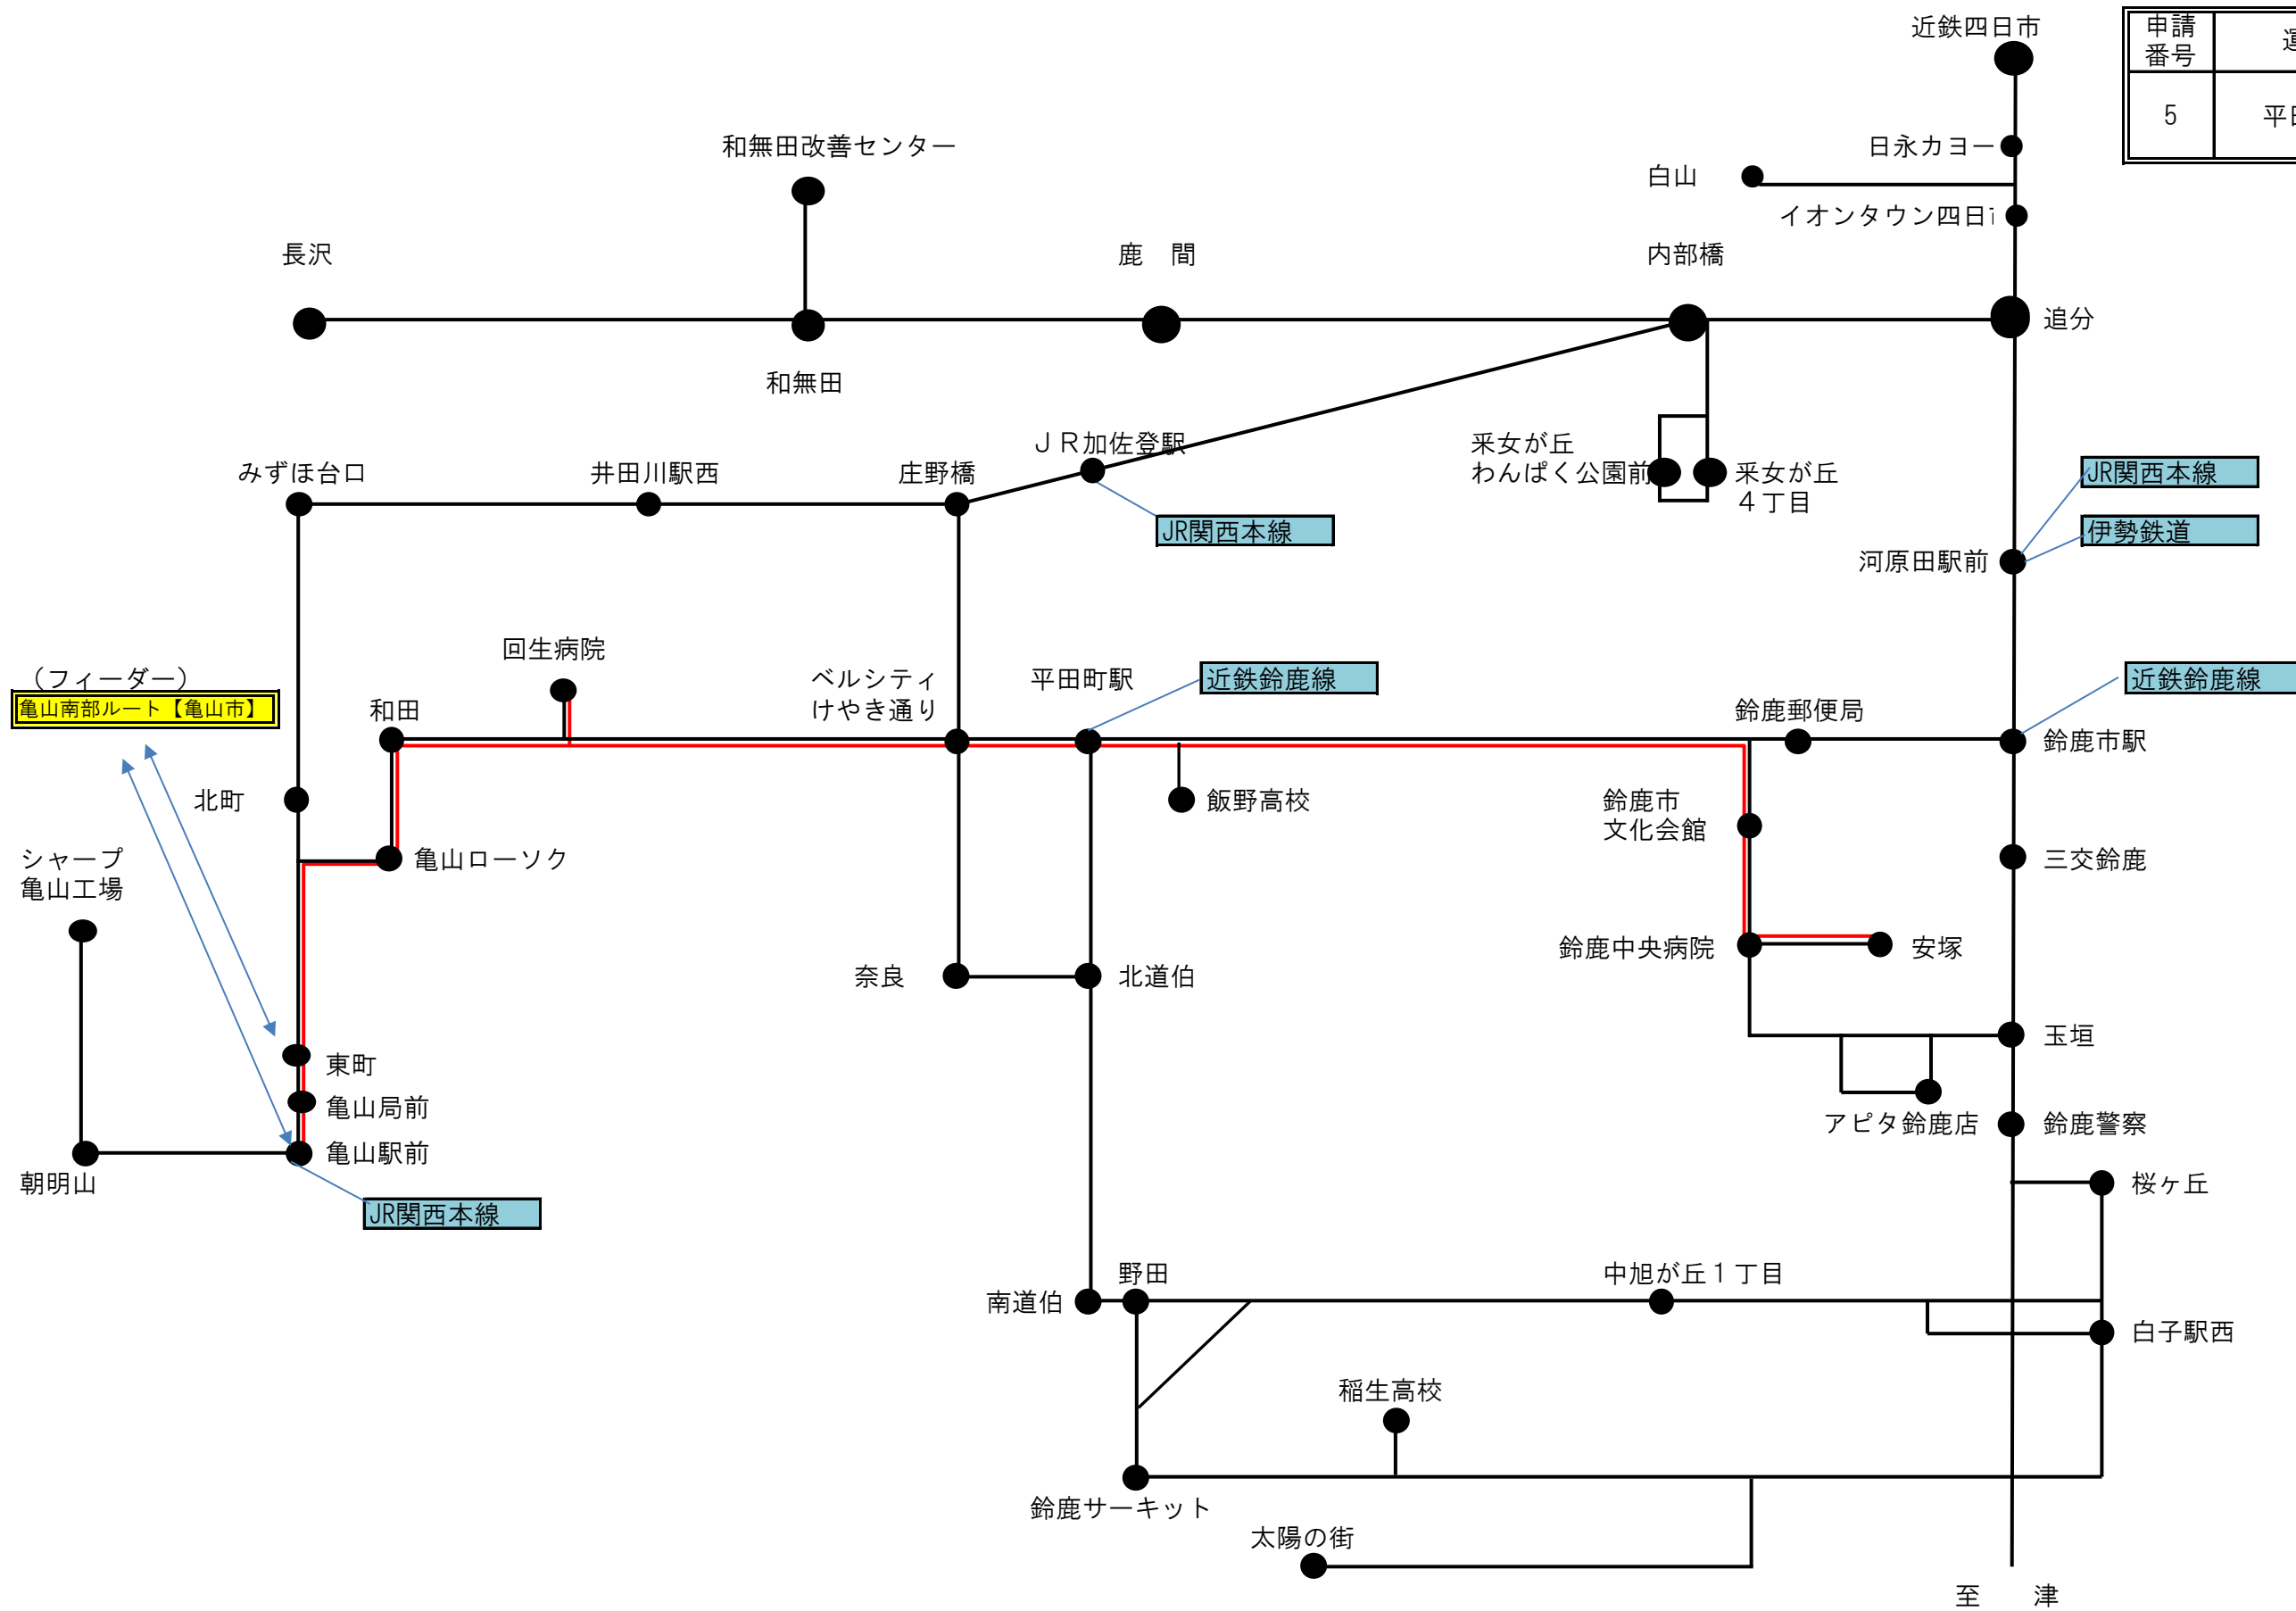 近鉄四日市
申請
番号
5
日永カヨー
和無田改善センター
白山
イオンタウン四日
長沢
鹿　間
内部橋
追分
和無田
ＪＲ加佐登駅
采女が丘
わんぱく公園前
采女が丘
４丁目
みずほ台口
井田川駅西
庄野橋
JR関西本線
JR関西本線
伊勢鉄道
河原田駅前
回生病院
（フィーダー）
亀山南部ルート【亀山市】
和田
ベルシティ
けやき通り
平田町駅
近鉄鈴鹿線
近鉄鈴鹿線
鈴鹿郵便局
鈴鹿市駅
北町
飯野高校
鈴鹿市
文化会館
シャープ
亀山工場
亀山ローソク
三交鈴鹿
鈴鹿中央病院
安塚
奈良
北道伯
玉垣
東町
亀山局前
アピタ鈴鹿店
鈴鹿警察
亀山駅前
朝明山
桜ヶ丘
JR関西本線
野田
中旭が丘１丁目
南道伯
白子駅西
稲生高校
鈴鹿サーキット
太陽の街
至　　津